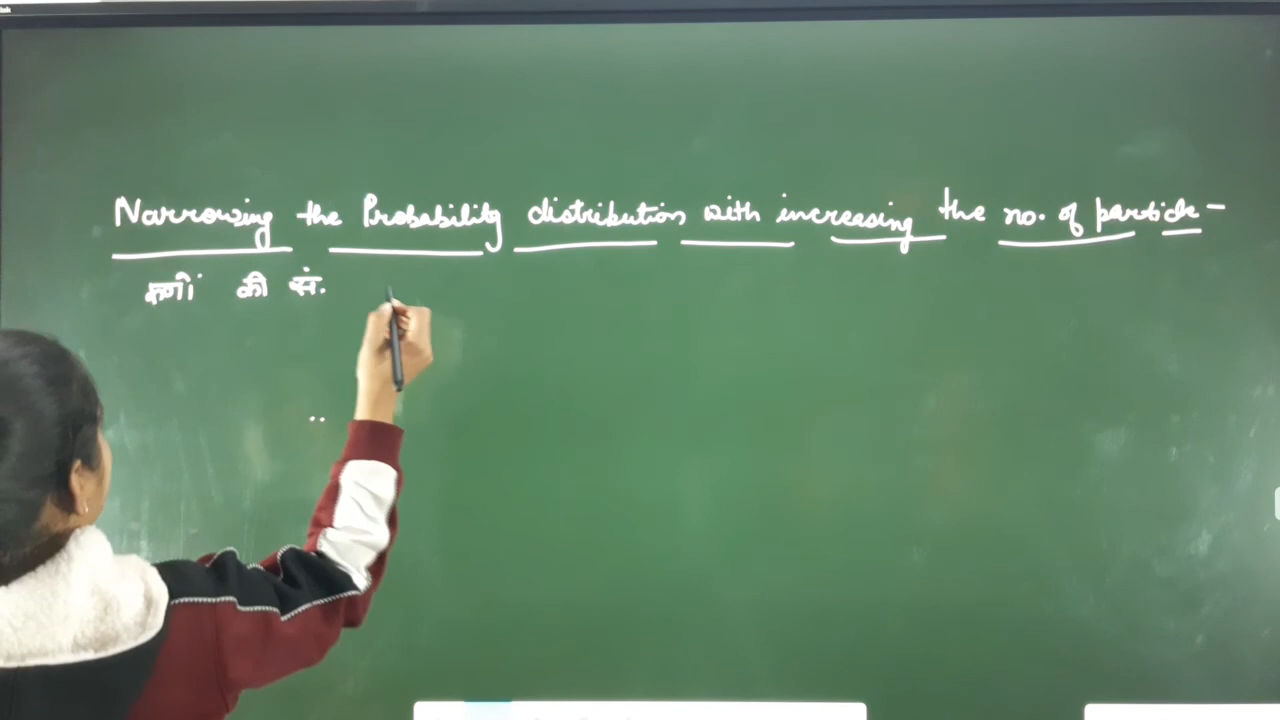 Narrowing the Probability distribution with increasing the no. of particle -
कणों की सं.